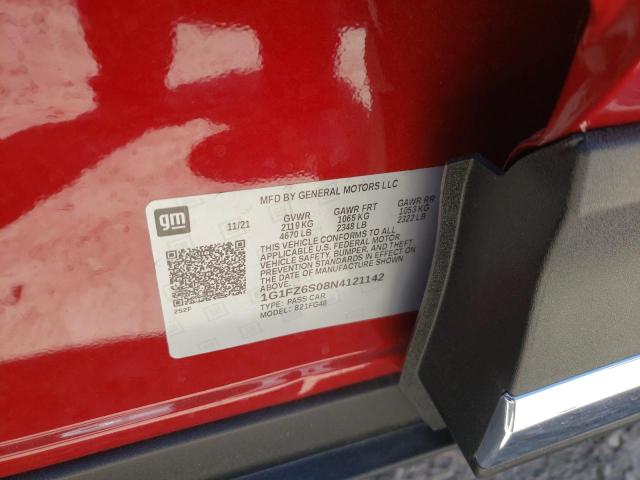 MFD BY GENERAL MOTORS LLC
gm
11/21
GVWR GAWR FRT GAWR RR
2119 KG 1065 KG 1053 KG
4670 LB 2348 LB 2322 LB
THIS VEHICLE CONFORMS TO ALL
APPLICABLE U.S. FEDERAL MOTOR
VEHICLE SAFETY, BUMPER, AND THEFT
PREVENTION STANDARDS IN EFFECT ON
THE DATE OF MANUFACTURE SHOWN
ABOVE.
1G1FZ6S08N4121142
TYPE: PASS CAR
MODEL: 821FG48
252F